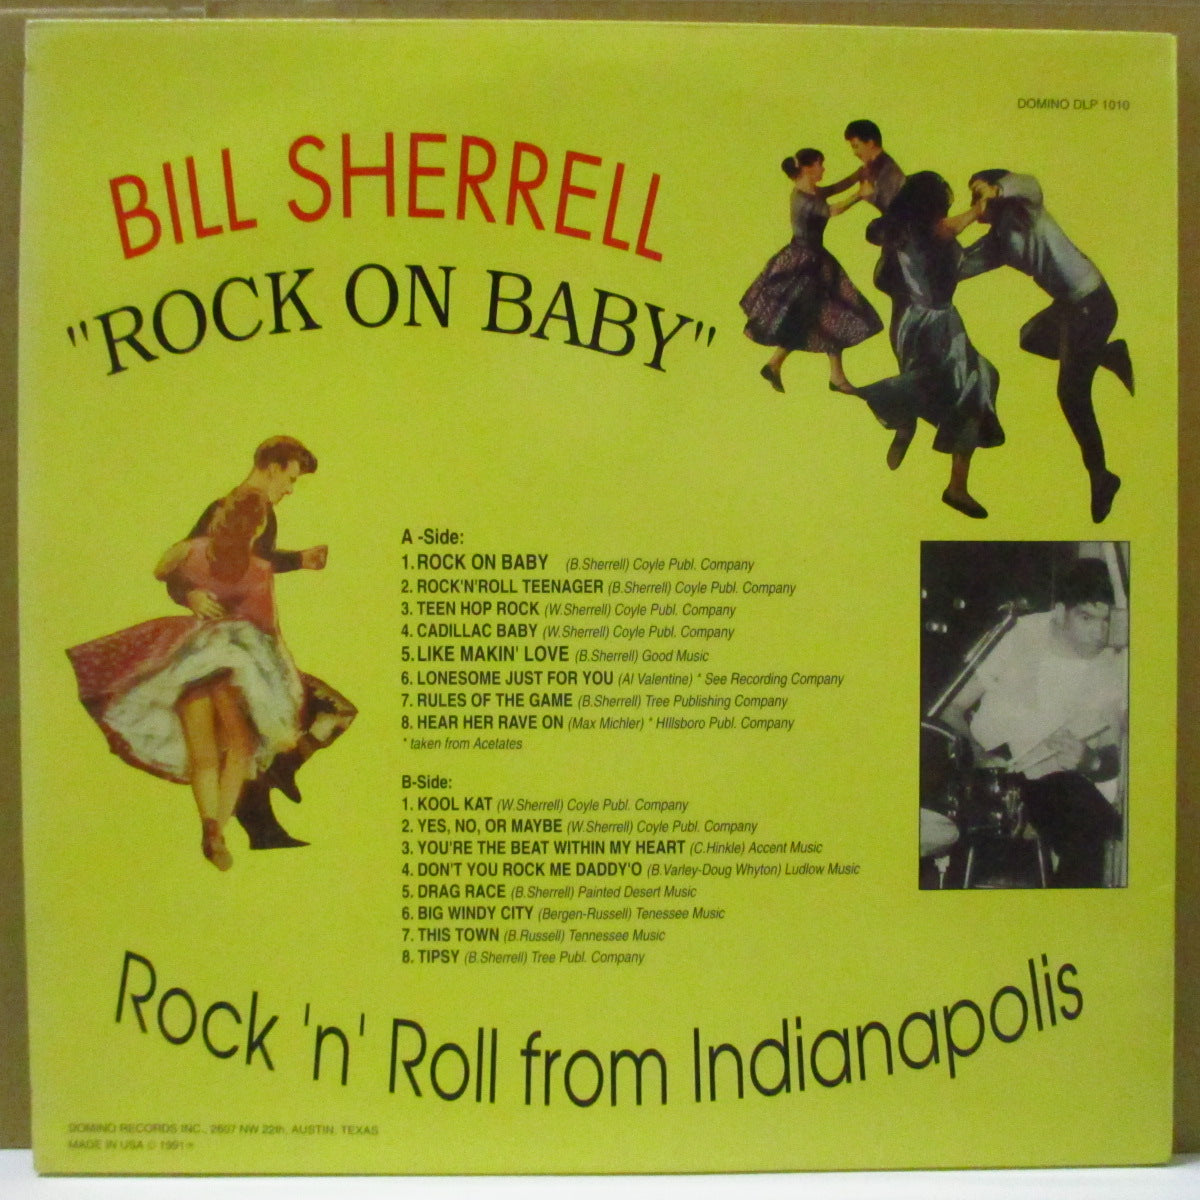 DOMINO DLP 1010
BILL SHERRELL
"ROCK ON BABY"
A -Side:
1. ROCK ON BABY (B.Sherrell) Coyle Publ. Company
2. ROCK'N'ROLL TEENAGER (B.Sherrell) Coyle Publ. Company
3. TEEN HOP ROCK (W.Sherrell) Coyle Publ. Company
4. CADILLAC BABY (W.Sherrell) Coyle Publ. Company
5. LIKE MAKIN' LOVE (B.Sherrell) Good Music
6. LONESOME JUST FOR YOU (Al Valentine) * See Recording Company
7. RULES OF THE GAME (B.Sherrell) Tree Publishing Company
8. HEAR HER RAVE ON (Max Michler) * HIllsboro Publ. Company
* taken from Acetates
B-Side:
1. KOOL KAT (W.Sherrell) Coyle Publ. Company
2. YES, NO, OR MAYBE (W.Sherrell) Coyle Publ. Company
3. YOU'RE THE BEAT WITHIN MY HEART (C.Hinkle) Accent Music
4. DON'T YOU ROCK ME DADDY'O (B.Varley-Doug Whyton) Ludlow Music
5. DRAG RACE (B.Sherrell) Painted Desert Music
6. BIG WINDY CITY (Bergen-Russell) Tenessee Music
7. THIS TOWN (B.Russell) Tennessee Music
8. TIPSY (B.Sherrell) Tree Publ. Company
Rock 'n' Roll from Indianapolis
DOMINO RECORDS INC., 2607 NW 22th, AUSTIN, TEXAS
MADE IN USA © 1991